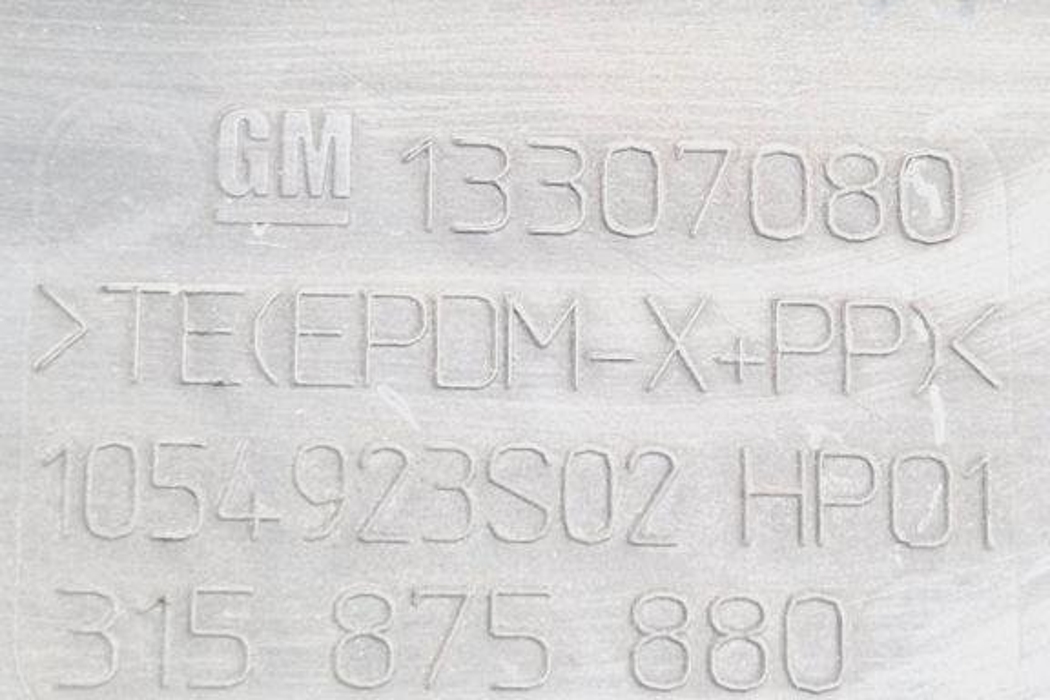 GM 13307080
>TE(EPDM-X+PP)<
1054923S02 HP01
315 875 880